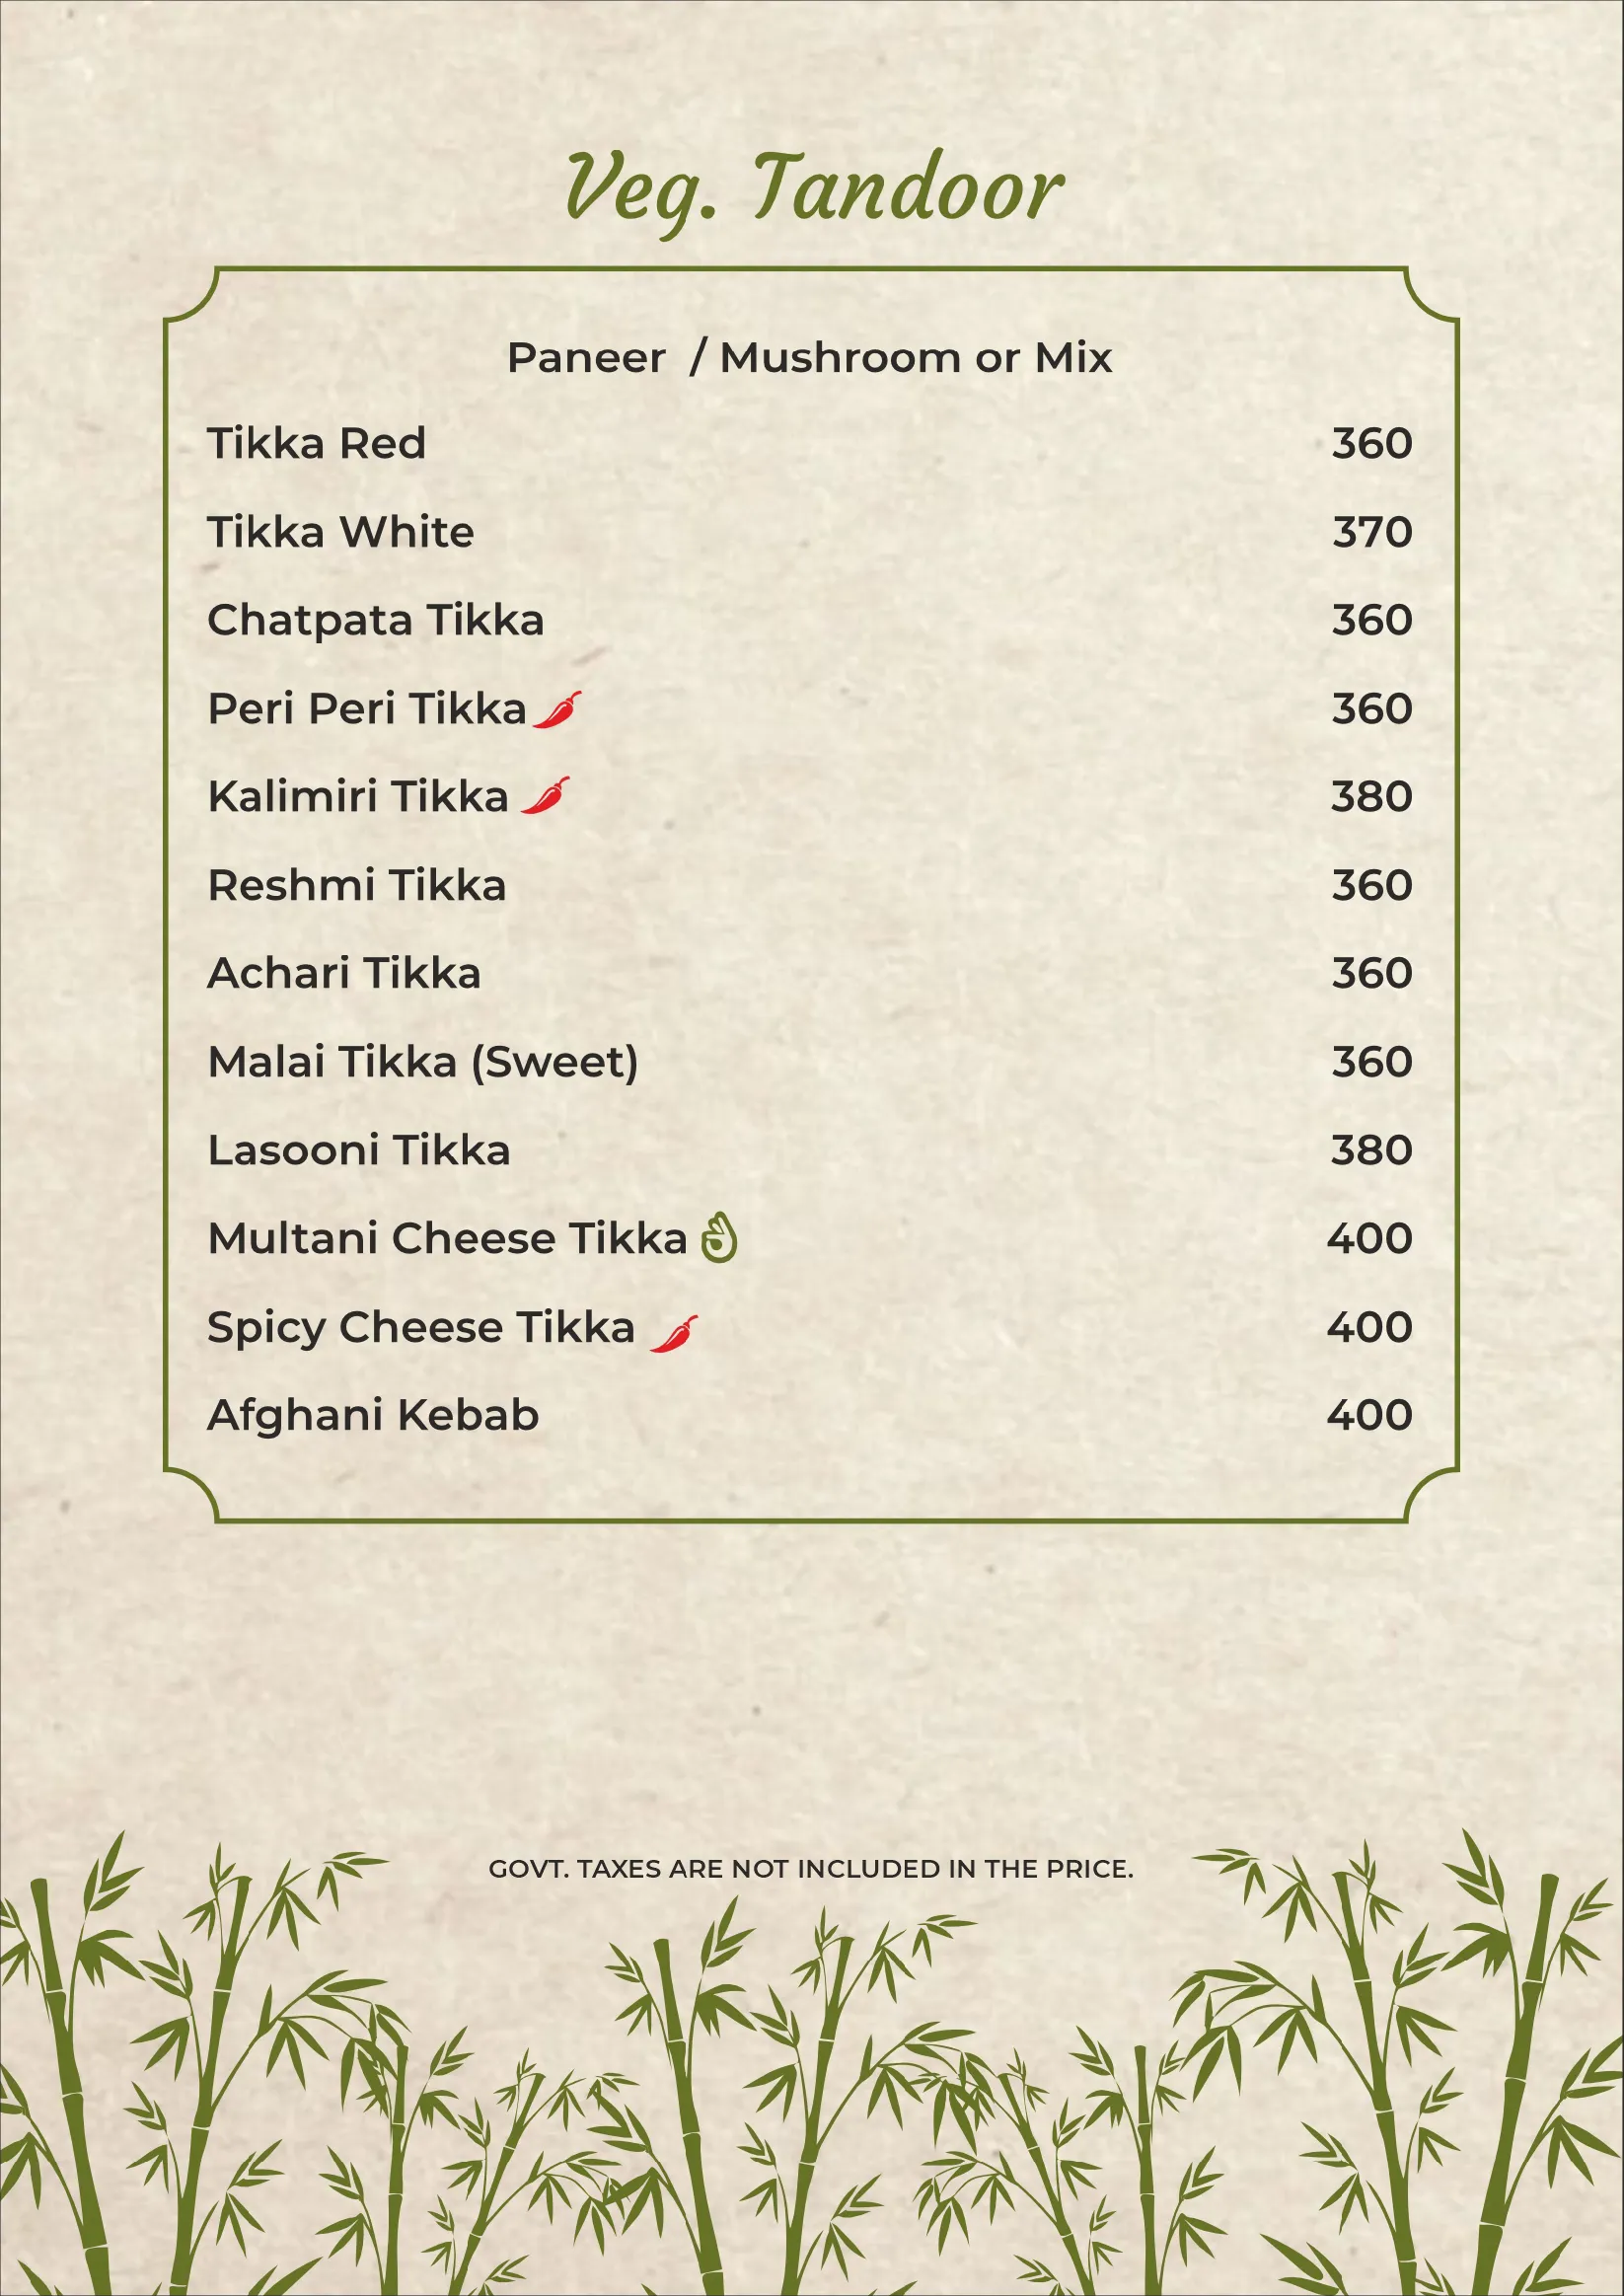 Veg. Tandoor
Paneer / Mushroom or Mix
Tikka Red 360
Tikka White 370
Chatpata Tikka 360
Peri Peri Tikka 360
Kalimiri Tikka 380
Reshmi Tikka 360
Achari Tikka 360
Malai Tikka (Sweet) 360
Lasooni Tikka 380
Multani Cheese Tikka 400
Spicy Cheese Tikka 400
Afghani Kebab 400
GOVT. TAXES ARE NOT INCLUDED IN THE PRICE.